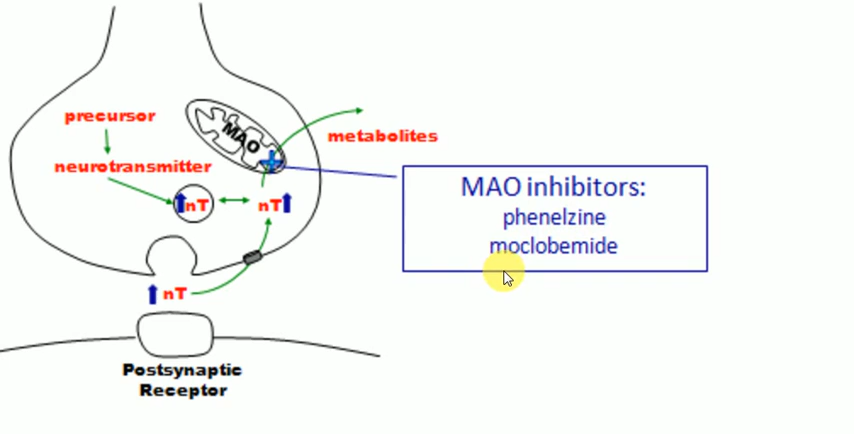 precursor
MAO
metabolites
neurotransmitter
MAO inhibitors:
phenelzine
moclobemide
nT
nT
nT
Postsynaptic
Receptor